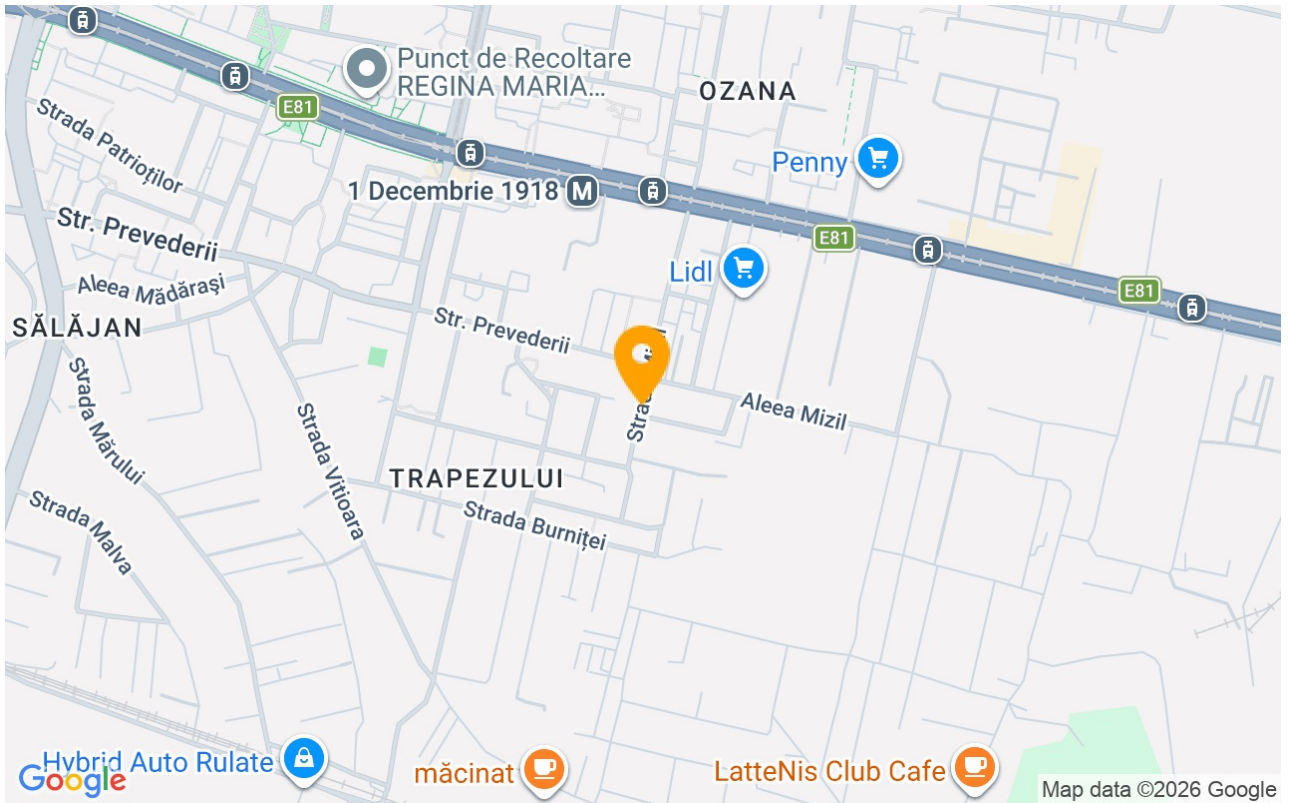 Punct de Recoltare
REGINA MARIA...
OZANA
E81
Strada Patrioților
Penny
1 Decembrie 1918 M
Str. Prevederii
E81
Lidl
Aleea Mădărași
E81
SĂLĂJAN
Str. Prevederii
Strada Mărului
Aleea Mizil
Strada Vitioara
TRAPEZULUI
Strada Malva
Strada Burniței
Hybrid Auto Rulate
Google
măcinat
LatteNis Club Cafe
Map data ©2026 Google